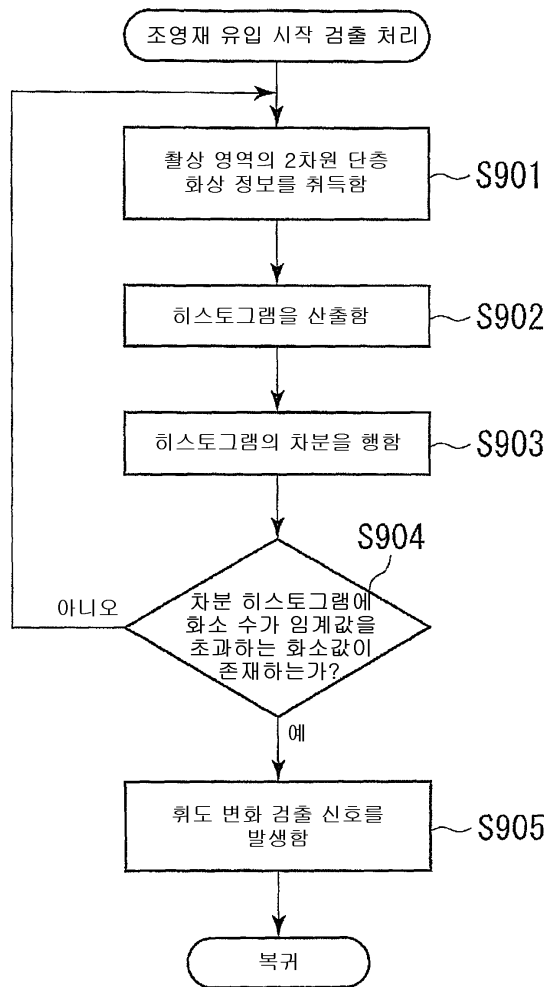 조영재 유입 시작 검출 처리
촬상 영역의 2차원 단층
화상 정보를 취득함
S901
히스토그램을 산출함
S902
히스토그램의 차분을 행함
S903
S904
아니오
차분 히스토그램에
화소 수가 임계값을
초과하는 화소값이
존재하는가?
예
휘도 변화 검출 신호를
발생함
S905
복귀